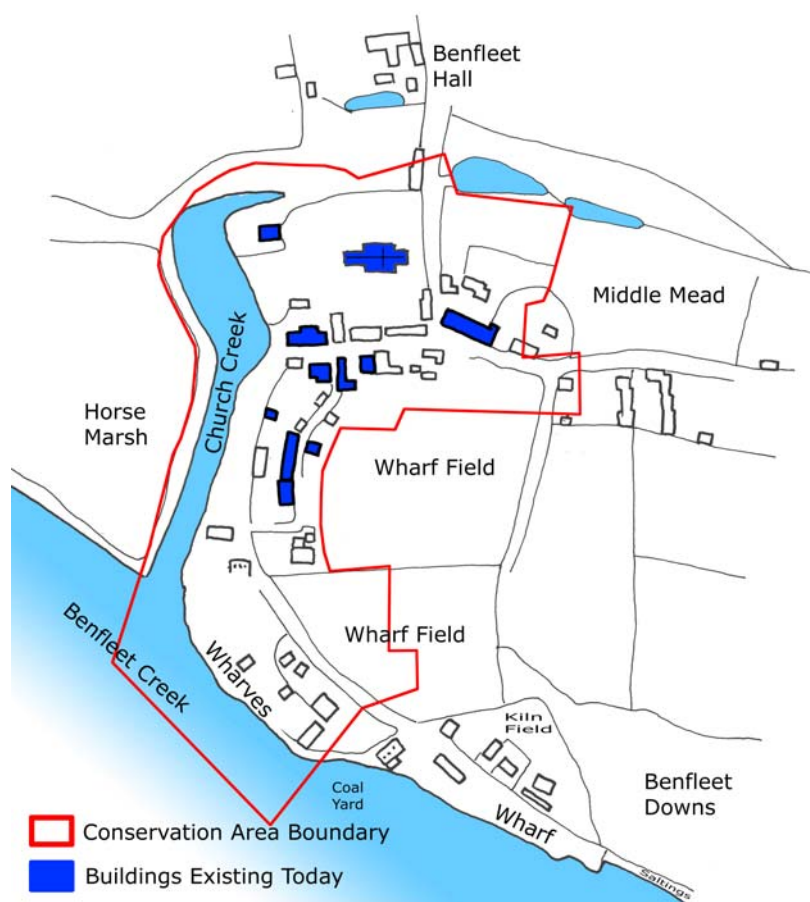 Benfleet
Hall
Middle Mead
Church Creek
Horse
Marsh
Wharf Field
Wharf Field
Benfleet Creek
Wharves
Kiln
Field
Benfleet
Downs
Coal
Yard
Wharf
Saltings
Conservation Area Boundary
Buildings Existing Today